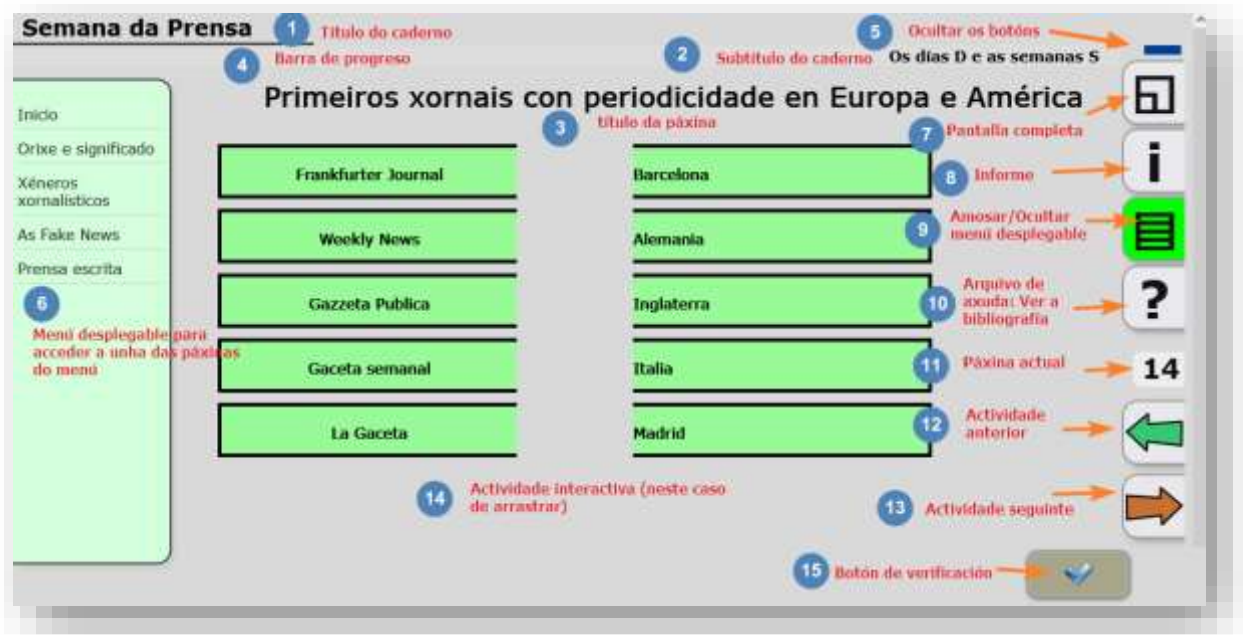 Semana da Prensa
1 Título do caderno
5 Ocultar os botóns
4 Barra de progreso
2 Subtítulo do caderno
Os días D e as semanas S
Primeiros xornais con periodicidade en Europa e América
3 título da páxina
7 Pantalla completa
Inicio
Orixe e significado
Xéneros
xornalísticos
As Fake News
Prensa escrita
6
Menú desplegable para
acceder a unha das páxinas
do menú
Frankfurter Journal
Barcelona
Weekly News
Alemania
Gazzeta Publica
Inglaterra
Gaceta semanal
Italia
La Gaceta
Madrid
8 Informe
i
9 Amosar/Ocultar
menú desplegable
10 Arquivo de
axuda: Ver a
bibliografía
?
11 Páxina actual
14
12 Actividade
anterior
14 Actividade interactiva (neste caso
de arrastrar)
13 Actividade seguinte
15 Botón de verificación